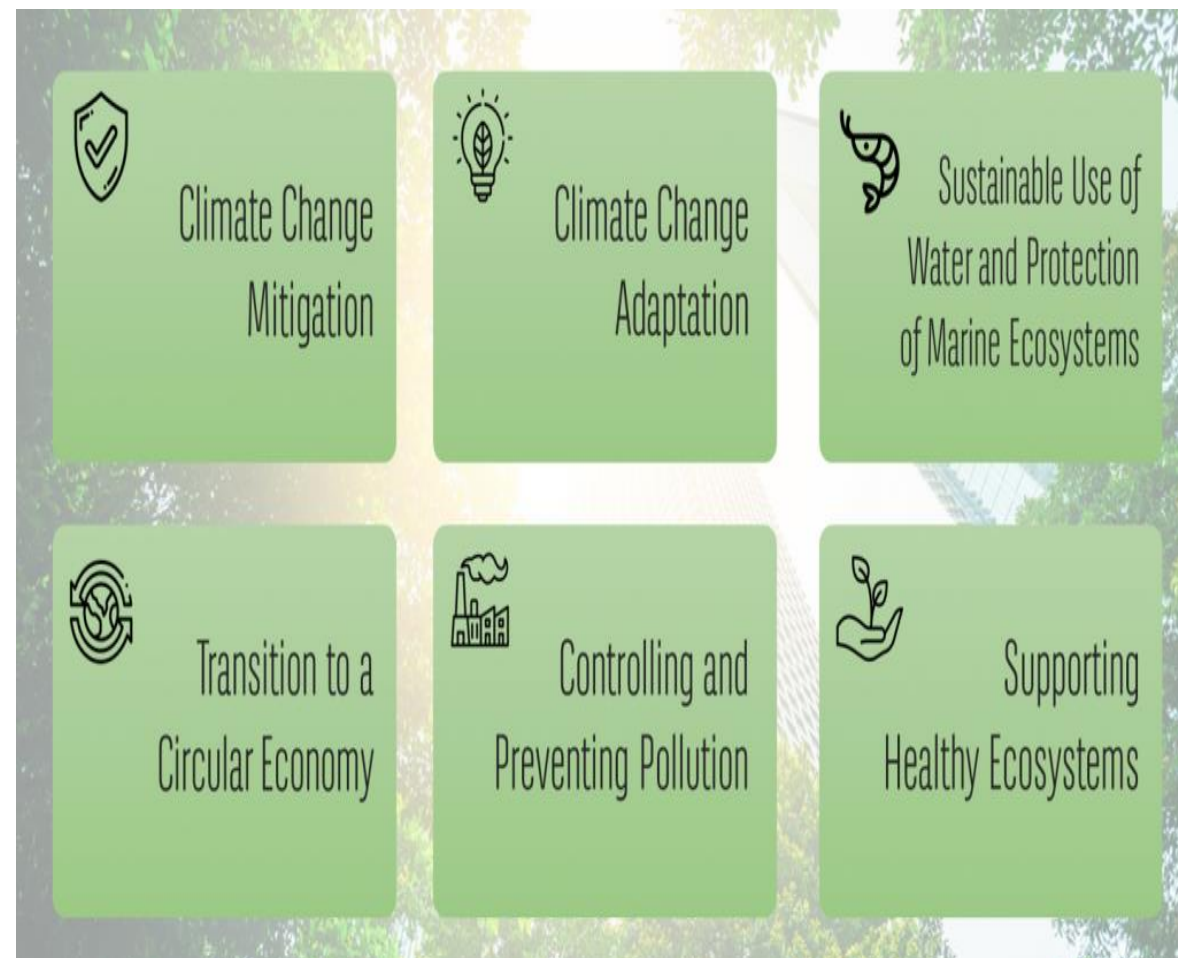 Climate Change
Mitigation
Climate Change
Adaptation
Sustainable Use of
Water and Protection
of Marine Ecosystems
Transition to a
Circular Economy
Controlling and
Preventing Pollution
Supporting
Healthy Ecosystems